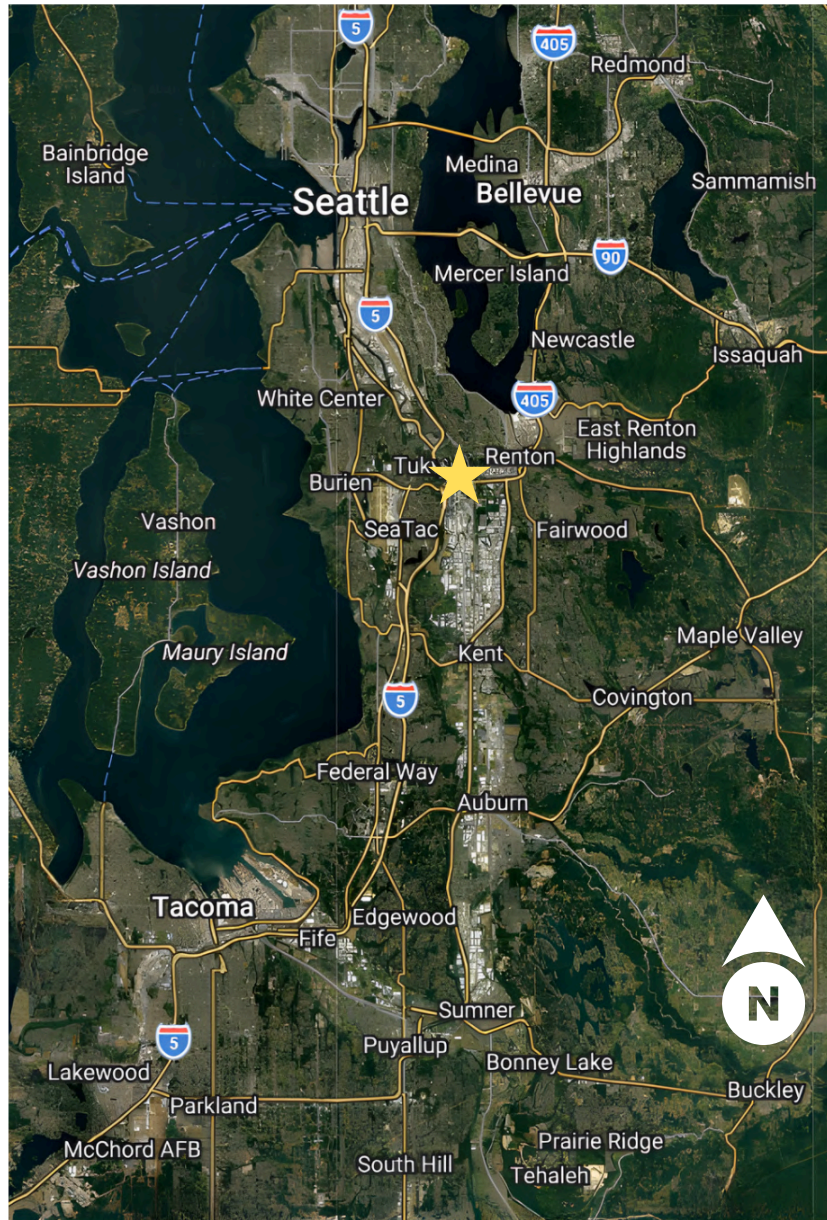 5
405
Redmond
Bainbridge
Island
Medina
Sammamish
Bellevue
Seattle
90
Mercer Island
5
Newcastle
Issaquah
405
White Center
East Renton
Highlands
Renton
Tuk
Burien
SeaTac
Fairwood
Vashon
Vashon Island
Maple Valley
Maury Island
Kent
Covington
5
Federal Way
Auburn
Tacoma
Edgewood
Fife
N
Sumner
5
Puyallup
Bonney Lake
Lakewood
Buckley
Parkland
Prairie Ridge
McChord AFB
South Hill
Tehaleh